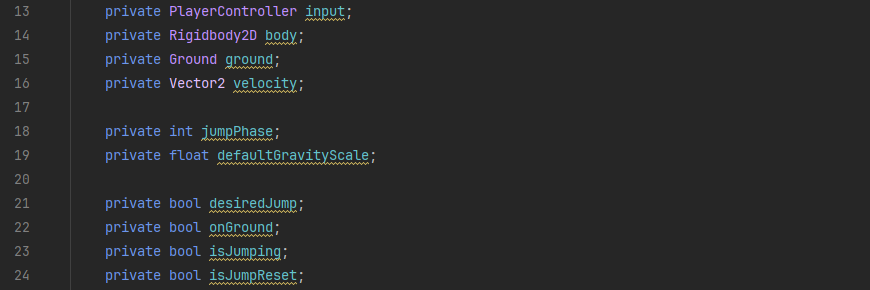 13 private PlayerController input;
14 private Rigidbody2D body;
15 private Ground ground;
16 private Vector2 velocity;
17
18 private int jumpPhase;
19 private float defaultGravityScale;
20
21 private bool desiredJump;
22 private bool onGround;
23 private bool isJumping;
24 private bool isJumpReset;